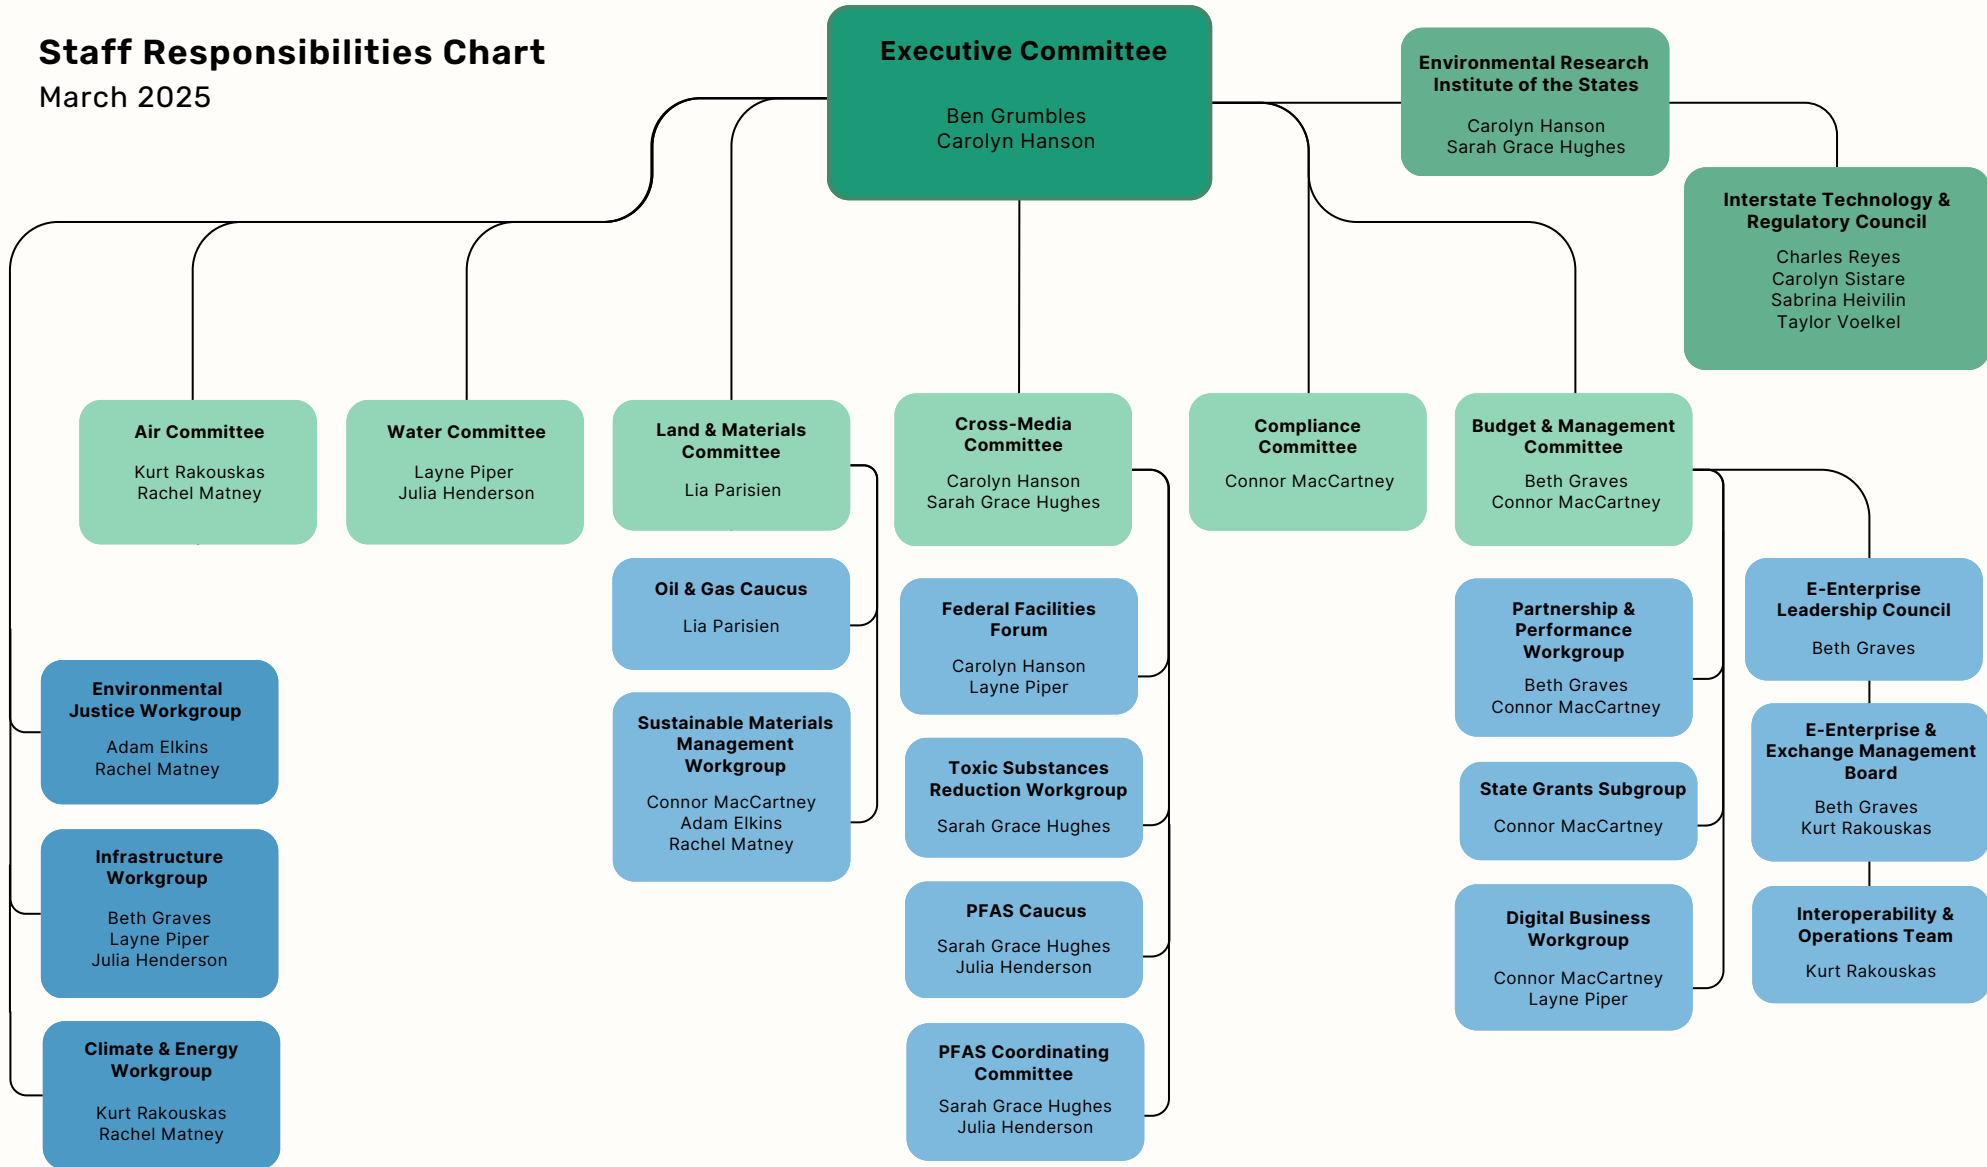 Staff Responsibilities Chart
March 2025
Executive Committee
Ben Grumbles
Carolyn Hanson
Environmental Research
Institute of the States
Carolyn Hanson
Sarah Grace Hughes
Interstate Technology &
Regulatory Council
Charles Reyes
Carolyn Sistare
Sabrina Heivilin
Taylor Voelkel
Air Committee
Kurt Rakouskas
Rachel Matney
Water Committee
Layne Piper
Julia Henderson
Land & Materials
Committee
Lia Parisien
Cross-Media
Committee
Carolyn Hanson
Sarah Grace Hughes
Compliance
Committee
Connor MacCartney
Budget & Management
Committee
Beth Graves
Connor MacCartney
Environmental
Justice Workgroup
Adam Elkins
Rachel Matney
Infrastructure
Workgroup
Beth Graves
Layne Piper
Julia Henderson
Climate & Energy
Workgroup
Kurt Rakouskas
Rachel Matney
Oil & Gas Caucus
Lia Parisien
Sustainable Materials
Management
Workgroup
Connor MacCartney
Adam Elkins
Rachel Matney
Federal Facilities
Forum
Carolyn Hanson
Layne Piper
Toxic Substances
Reduction Workgroup
Sarah Grace Hughes
PFAS Caucus
Sarah Grace Hughes
Julia Henderson
PFAS Coordinating
Committee
Sarah Grace Hughes
Julia Henderson
Partnership &
Performance
Workgroup
Beth Graves
Connor MacCartney
State Grants Subgroup
Connor MacCartney
Digital Business
Workgroup
Connor MacCartney
Layne Piper
E-Enterprise
Leadership Council
Beth Graves
E-Enterprise &
Exchange Management
Board
Beth Graves
Kurt Rakouskas
Interoperability &
Operations Team
Kurt Rakouskas